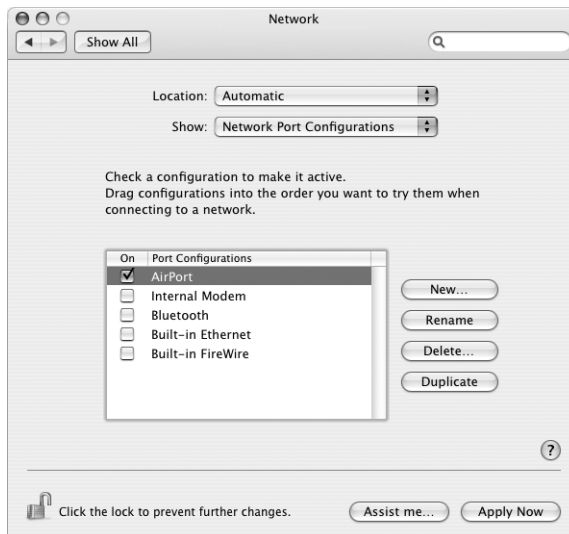 Network
Show All
Location: Automatic
Show: Network Port Configurations
Check a configuration to make it active.
Drag configurations into the order you want to try them when
connecting to a network.
On Port Configurations
AirPort
Internal Modem
Bluetooth
Built-in Ethernet
Built-in FireWire
New...
Rename
Delete...
Duplicate
?
Click the lock to prevent further changes.
Assist me...
Apply Now